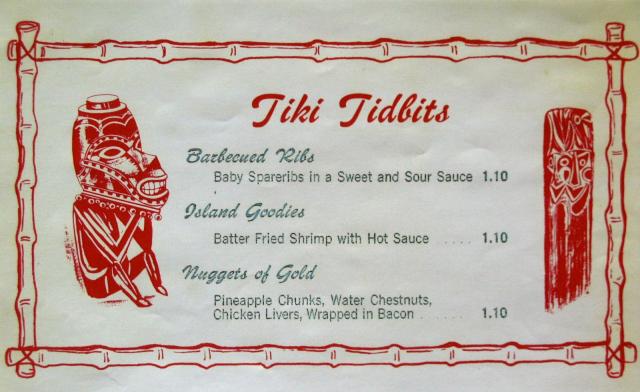 Tiki Tidbits
Barbecued Ribs
Baby Spareribs in a Sweet and Sour Sauce 1.10
Island Goodies
Batter Fried Shrimp with Hot Sauce ..... 1.10
Nuggets of Gold
Pineapple Chunks, Water Chestnuts,
Chicken Livers, Wrapped in Bacon ...... 1.10